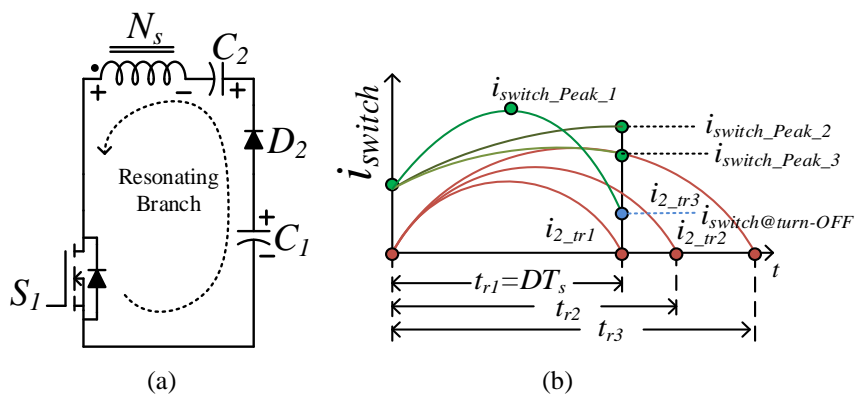 N_s
C_2
+ − +
D_2
Resonating
Branch
+
C_1
−
S_1
(a)
i_switch
i_switch_Peak_1
i_switch_Peak_2
i_switch_Peak_3
i_2_tr3
i_switch@turn-OFF
i_2_tr1
i_2_tr2
t
t_r1=DT_s
t_r2
t_r3
(b)